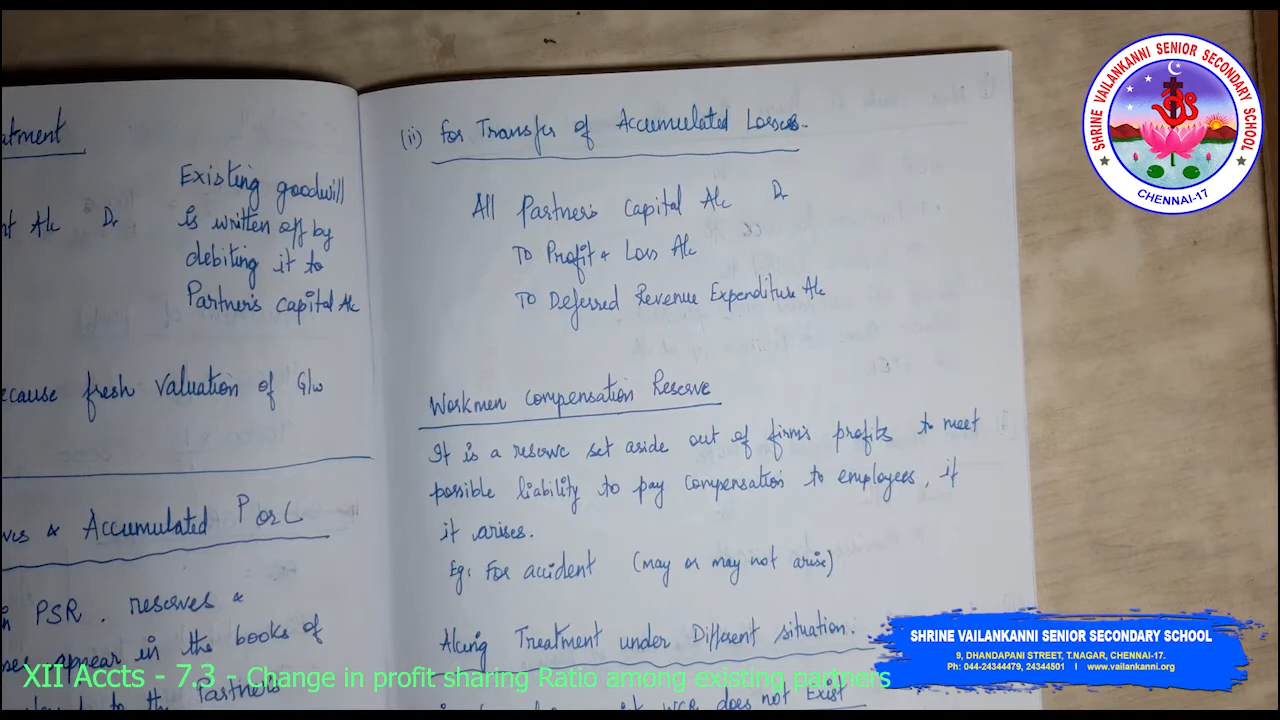 atment
Existing goodwill
nt A/c Dr is written off by
debiting it to
Partner's Capital A/c
ecause fresh valuation of G/w
ves & Accumulated P or L
in PSR. reserves &
ses appear in the books of
to the Partners
(ii) For Transfer of Accumulated Losses.
All Partner's Capital A/c Dr
To Profit & Loss A/c
To Deferred Revenue Expenditure A/c
Workmen Compensation Reserve
It is a reserve set aside out of firm's profits to meet
possible liability to pay compensation to employees, if
it arises.
Eg: For accident (may or may not arise)
A/cing Treatment under Different situation.
WCR does not Exist
SHRINE VAILANKANNI SENIOR SECONDARY SCHOOL
CHENNAI-17
SHRINE VAILANKANNI SENIOR SECONDARY SCHOOL
9, DHANDAPANI STREET, T.NAGAR, CHENNAI-17.
Ph: 044-24344479, 24344501 I www.vailankanni.org
XII Accts - 7.3 - Change in profit sharing Ratio among existing partners